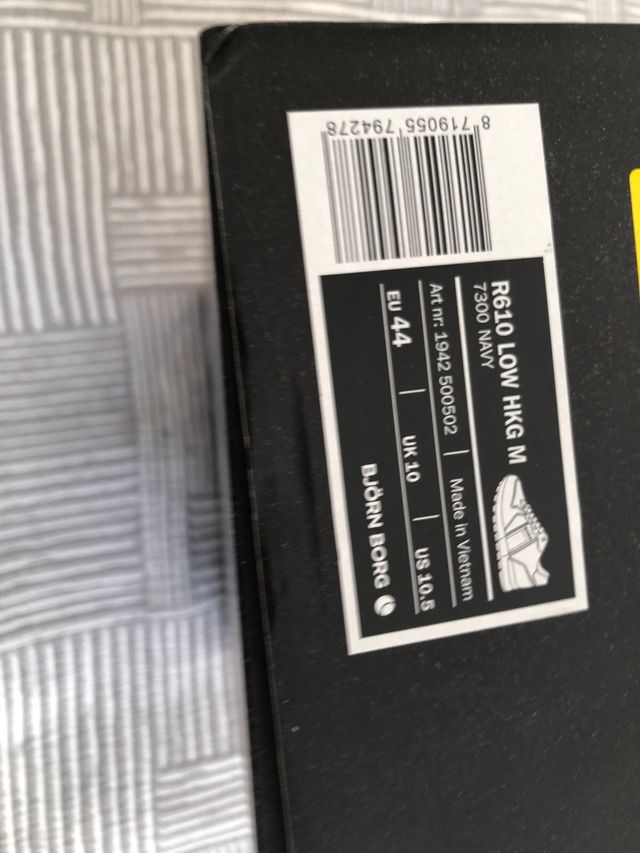 R610 LOW HKG M
7300 NAVY
Art nr: 1942 500502 | Made in Vietnam
EU 44 | UK 10 | US 10.5
BJÖRN BORG
8 719055 794278